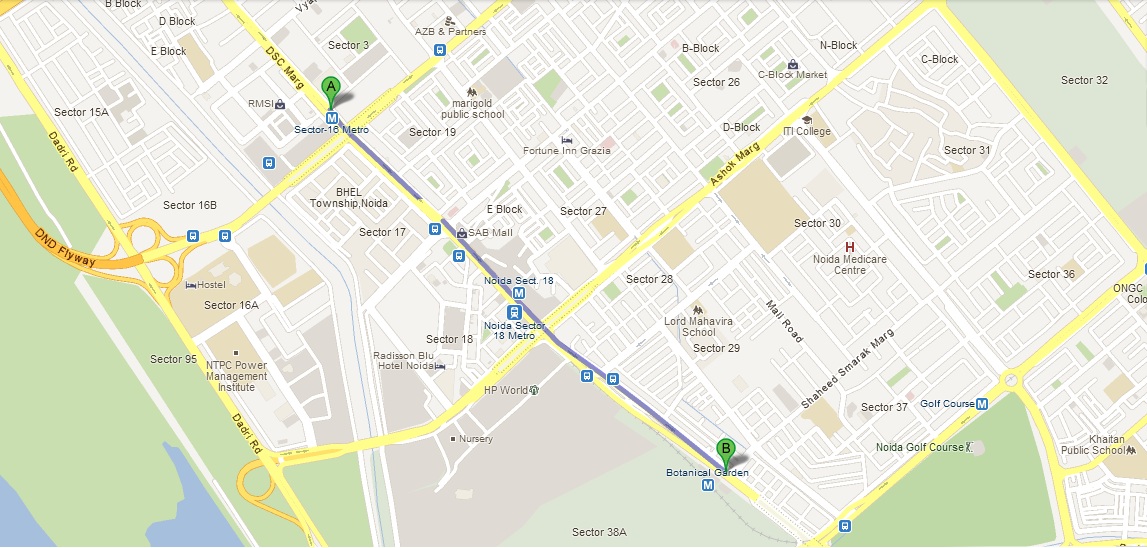 B Block
D Block
E Block
Vya
Sector 3
DSC Marg
AZB & Partners
B-Block
N-Block
Sector 26
C-Block Market
C-Block
Sector 32
Sector 15A
RMSI
A
M
Sector-16 Metro
Sector 19
marigold
public school
D-Block
ITI College
Sector 31
Dadri Rd
Fortune Inn Grazia
Ashok Marg
BHEL
Township,Noida
Sector 16B
E Block
Sector 27
Sector 30
Sector 17
SAB Mall
DND Flyway
H
Noida Medicare
Centre
Sector 36
Hostel
Noida Sect. 18
M
Sector 28
ONGC
Colo
Sector 16A
Noida Sector
18 Metro
Lord Mahavira
School
Mall Road
Sector 18
Sector 29
Sector 95
NTPC Power
Management
Institute
Radisson Blu
Hotel Noida
Shaheed Smarak Marg
HP World
Golf Course
M
Sector 37
Dadri Rd
Nursery
B
Noida Golf Course
Khaitan
Public School
Botanical Garden
M
Sector 38A